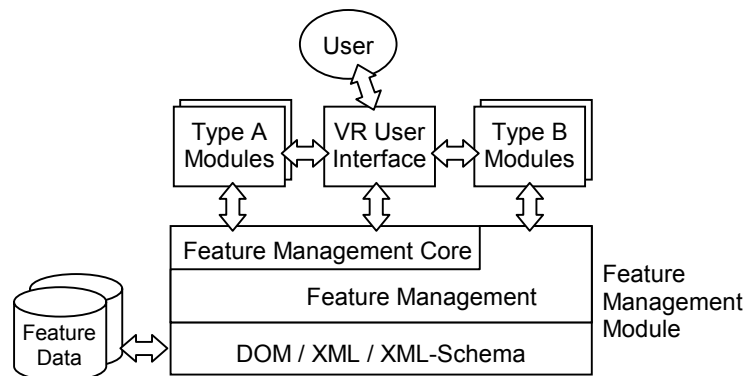 User
Type A
Modules
VR User
Interface
Type B
Modules
Feature Management Core
Feature Management
DOM / XML / XML-Schema
Feature
Data
Feature
Management
Module